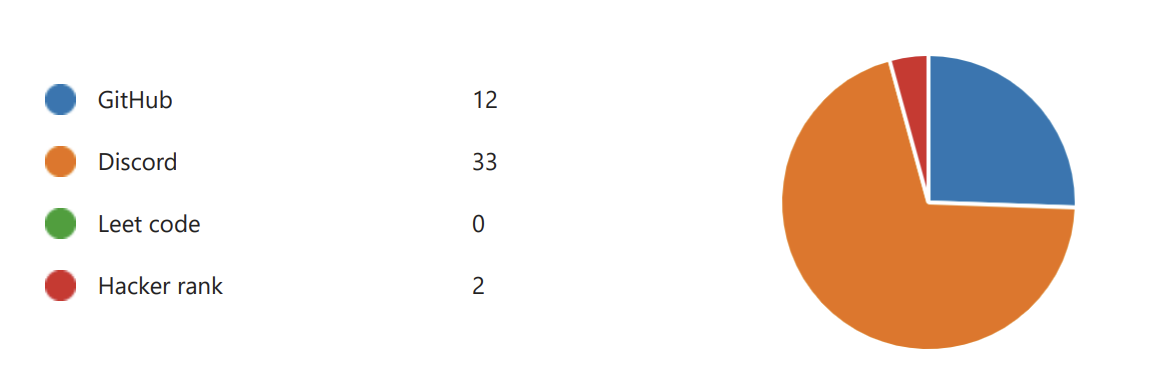 GitHub 12
Discord 33
Leet code 0
Hacker rank 2